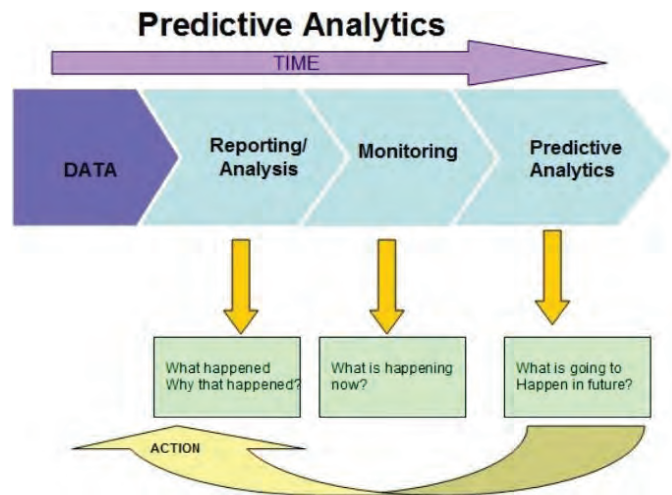 Predictive Analytics
TIME
DATA
Reporting/
Analysis
Monitoring
Predictive
Analytics
What happened
Why that happened?
What is happening
now?
What is going to
Happen in future?
ACTION